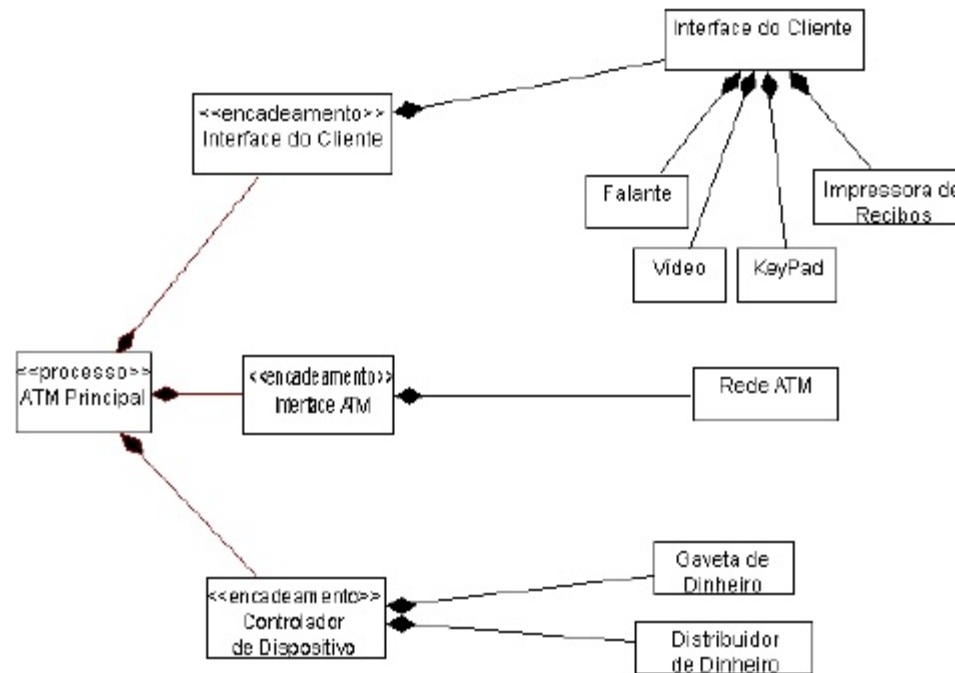 Interface do Cliente
<<encadeamento>>
Interface do Cliente
Falante
Impressora de
Recibos
Vídeo
KeyPad
<<processo>>
ATM Principal
<<encadeamento>>
Interface ATM
Rede ATM
<<encadeamento>>
Controlador
de Dispositivo
Gaveta de
Dinheiro
Distribuidor
de Dinheiro